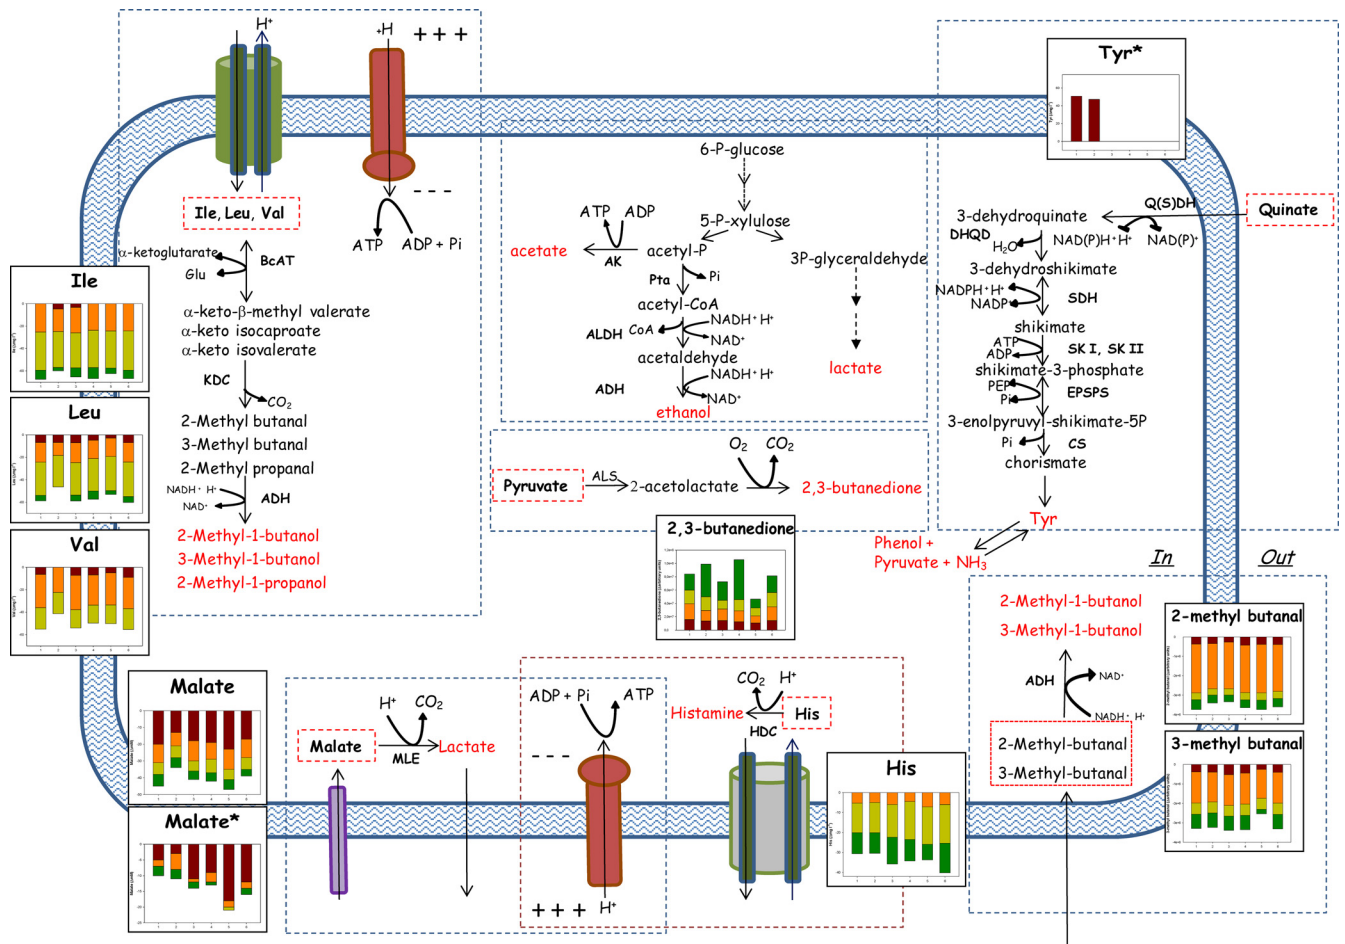 H⁺
+H
+ + +
- - -
Ile, Leu, Val
ATP
ADP + Pi
α-ketoglutarate
Glu
BcAT
α-keto-β-methyl valerate
α-keto isocaproate
α-keto isovalerate
KDC
CO₂
2-Methyl butanal
3-Methyl butanal
2-Methyl propanal
NADH⁺ H⁺
NAD⁺
ADH
2-Methyl-1-butanol
3-Methyl-1-butanol
2-Methyl-1-propanol
Ile
Leu
Val
Malate
Malate*
6-P-glucose
5-P-xylulose
ATP
ADP
acetate
AK
acetyl-P
3P-glyceraldehyde
Pta
Pi
acetyl-CoA
ALDH
CoA
NADH⁺ H⁺
NAD⁺
acetaldehyde
ADH
NADH⁺ H⁺
NAD⁺
ethanol
lactate
Pyruvate
ALS
2-acetolactate
O₂
CO₂
2,3-butanedione
2,3-butanedione
Tyr*
Quinate
Q(S)DH
3-dehydroquinate
NAD(P)H⁺H⁺
NAD(P)⁺
DHQD
H₂O
3-dehydroshikimate
NADPH⁺H⁺
NADP⁺
SDH
shikimate
ATP
ADP
SK I, SK II
shikimate-3-phosphate
PEP
Pi
EPSPS
3-enolpyruvyl-shikimate-5P
Pi
CS
chorismate
Tyr
Phenol +
Pyruvate + NH₃
In
Out
2-Methyl-1-butanol
3-Methyl-1-butanol
ADH
NAD⁺
NADH⁺ H⁺
2-Methyl-butanal
3-Methyl-butanal
2-methyl butanal
3-methyl butanal
Malate
H⁺
CO₂
MLE
Lactate
ADP + Pi
ATP
- - -
+ + +
H⁺
Histamine
CO₂
H⁺
His
HDC
His